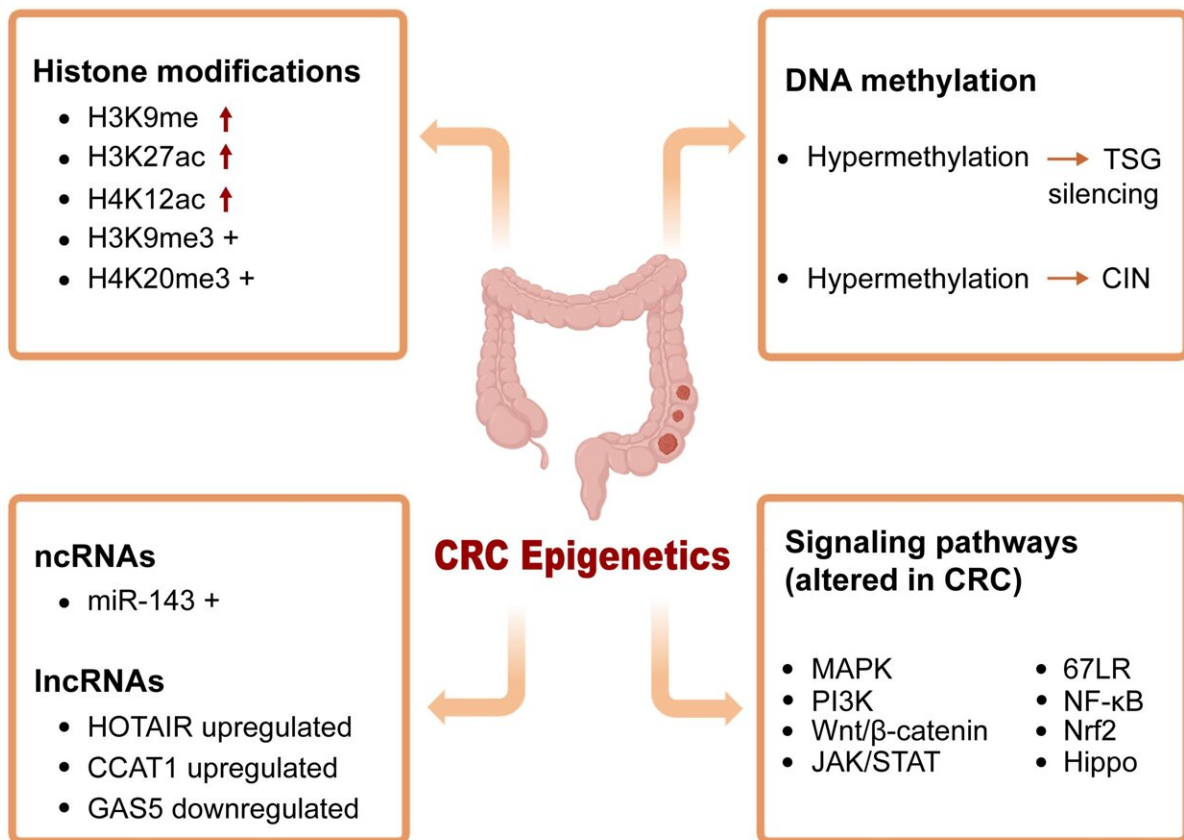 Histone modifications
• H3K9me ↑
• H3K27ac ↑
• H4K12ac ↑
• H3K9me3 +
• H4K20me3 +
DNA methylation
• Hypermethylation → TSG
silencing
• Hypermethylation → CIN
CRC Epigenetics
ncRNAs
• miR-143 +
lncRNAs
• HOTAIR upregulated
• CCAT1 upregulated
• GAS5 downregulated
Signaling pathways
(altered in CRC)
• MAPK
• PI3K
• Wnt/β-catenin
• JAK/STAT
• 67LR
• NF-κB
• Nrf2
• Hippo